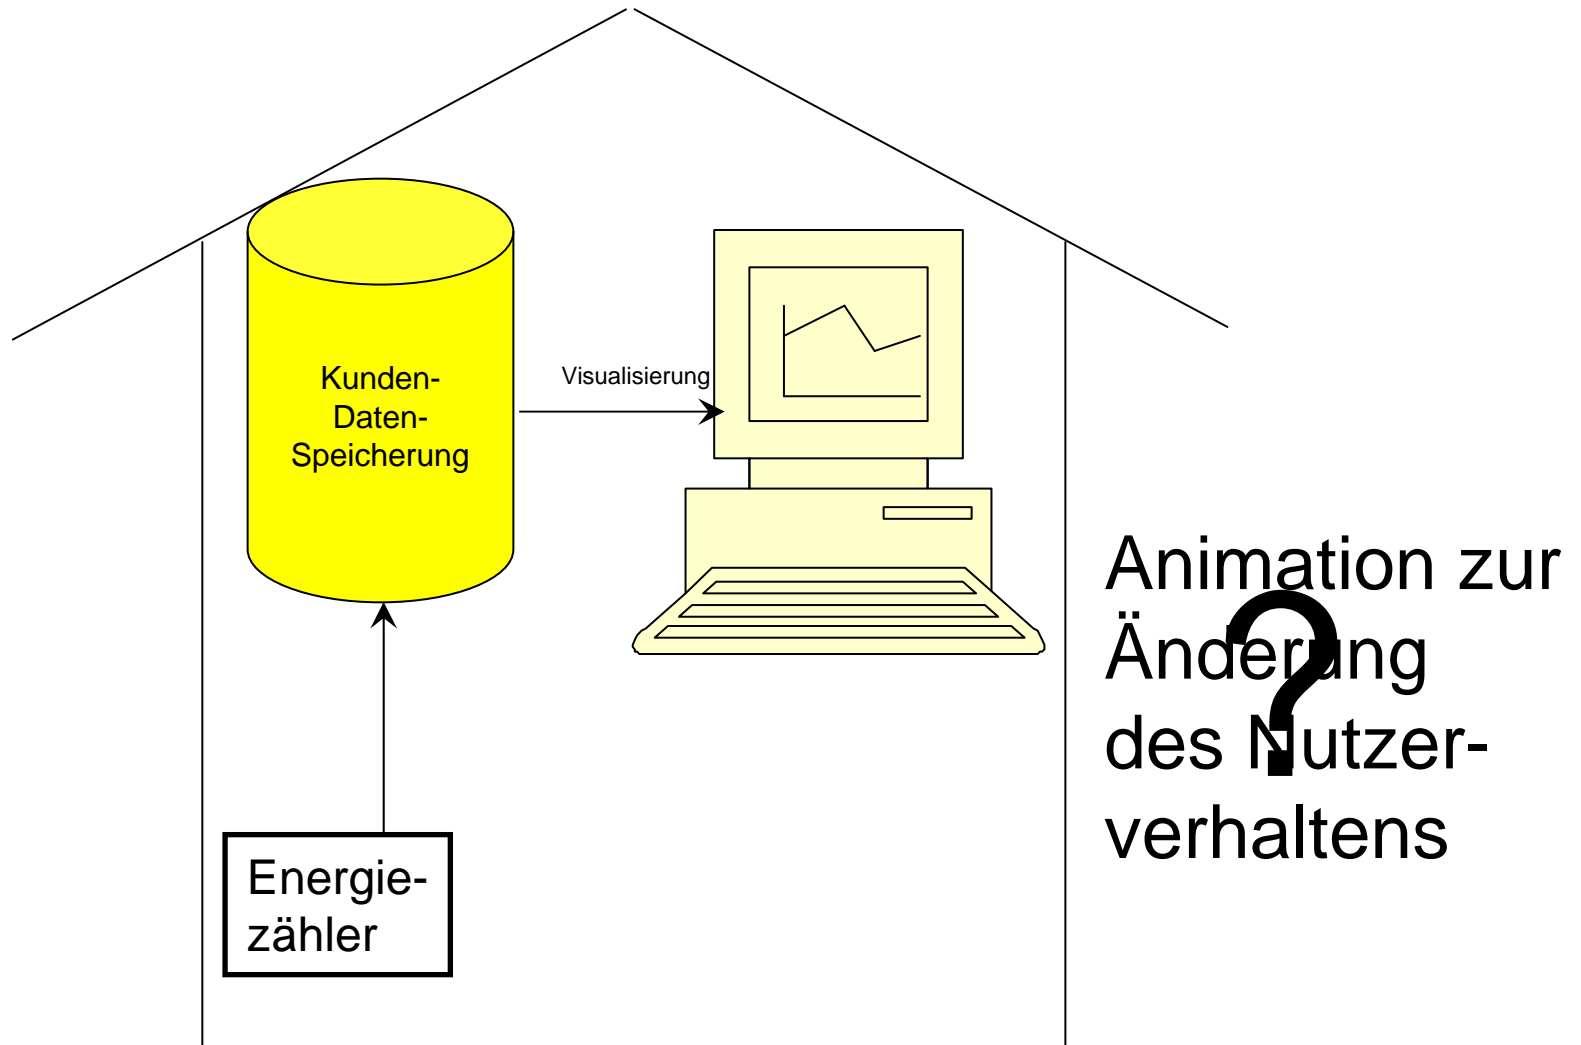 Kunden-
Daten-
Speicherung
Visualisierung
Energie-
zähler
Animation zur
Änderung
des Nutzer-
verhaltens
?